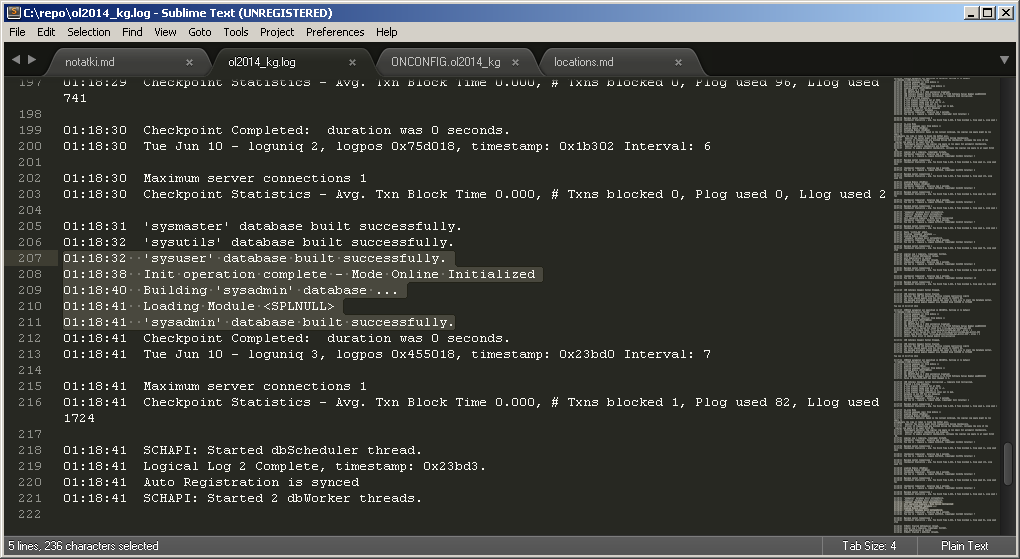 C:\repo\ol2014_kg.log - Sublime Text (UNREGISTERED)
File Edit Selection Find View Goto Tools Project Preferences Help
notatki.md × ol2014_kg.log × ONCONFIG.ol2014_kg × locations.md ×
197 01:18:29  Checkpoint Statistics - Avg. Txn Block Time 0.000, # Txns blocked 0, Plog used 96, Llog used
741
198
199 01:18:30  Checkpoint Completed:  duration was 0 seconds.
200 01:18:30  Tue Jun 10 - loguniq 2, logpos 0x75d018, timestamp: 0x1b302 Interval: 6
201
202 01:18:30  Maximum server connections 1
203 01:18:30  Checkpoint Statistics - Avg. Txn Block Time 0.000, # Txns blocked 0, Plog used 0, Llog used 2
204
205 01:18:31  'sysmaster' database built successfully.
206 01:18:32  'sysutils' database built successfully.
207 01:18:32  'sysuser' database built successfully.
208 01:18:38  Init operation complete - Mode Online Initialized
209 01:18:40  Building 'sysadmin' database ...
210 01:18:41  Loading Module <SPLNULL>
211 01:18:41  'sysadmin' database built successfully.
212 01:18:41  Checkpoint Completed:  duration was 0 seconds.
213 01:18:41  Tue Jun 10 - loguniq 3, logpos 0x455018, timestamp: 0x23bd0 Interval: 7
214
215 01:18:41  Maximum server connections 1
216 01:18:41  Checkpoint Statistics - Avg. Txn Block Time 0.000, # Txns blocked 1, Plog used 82, Llog used
1724
217
218 01:18:41  SCHAPI: Started dbScheduler thread.
219 01:18:41  Logical Log 2 Complete, timestamp: 0x23bd3.
220 01:18:41  Auto Registration is synced
221 01:18:41  SCHAPI: Started 2 dbWorker threads.
222
5 lines, 236 characters selected Tab Size: 4 Plain Text